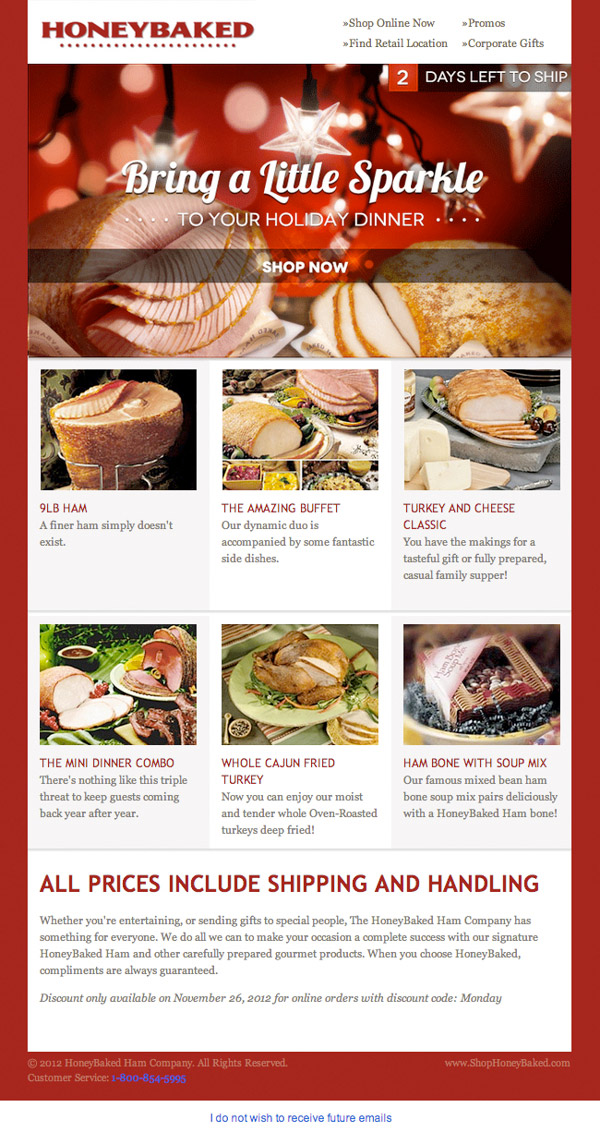 HONEYBAKED
»Shop Online Now
»Promos
»Find Retail Location
»Corporate Gifts
2 DAYS LEFT TO SHIP
Bring a Little Sparkle
TO YOUR HOLIDAY DINNER
SHOP NOW
9LB HAM
A finer ham simply doesn't
exist.
THE AMAZING BUFFET
Our dynamic duo is
accompanied by some fantastic
side dishes.
TURKEY AND CHEESE
CLASSIC
You have the makings for a
tasteful gift or fully prepared,
casual family supper!
Ham Bone
Soup Mix
THE MINI DINNER COMBO
There's nothing like this triple
threat to keep guests coming
back year after year.
WHOLE CAJUN FRIED
TURKEY
Now you can enjoy our moist
and tender whole Oven-Roasted
turkeys deep fried!
HAM BONE WITH SOUP MIX
Our famous mixed bean ham
bone soup mix pairs deliciously
with a HoneyBaked Ham bone!
ALL PRICES INCLUDE SHIPPING AND HANDLING
Whether you're entertaining, or sending gifts to special people, The HoneyBaked Ham Company has
something for everyone. We do all we can to make your occasion a complete success with our signature
HoneyBaked Ham and other carefully prepared gourmet products. When you choose HoneyBaked,
compliments are always guaranteed.
Discount only available on November 26, 2012 for online orders with discount code: Monday
© 2012 HoneyBaked Ham Company. All Rights Reserved.
www.ShopHoneyBaked.com
Customer Service: 1-800-854-5995
I do not wish to receive future emails